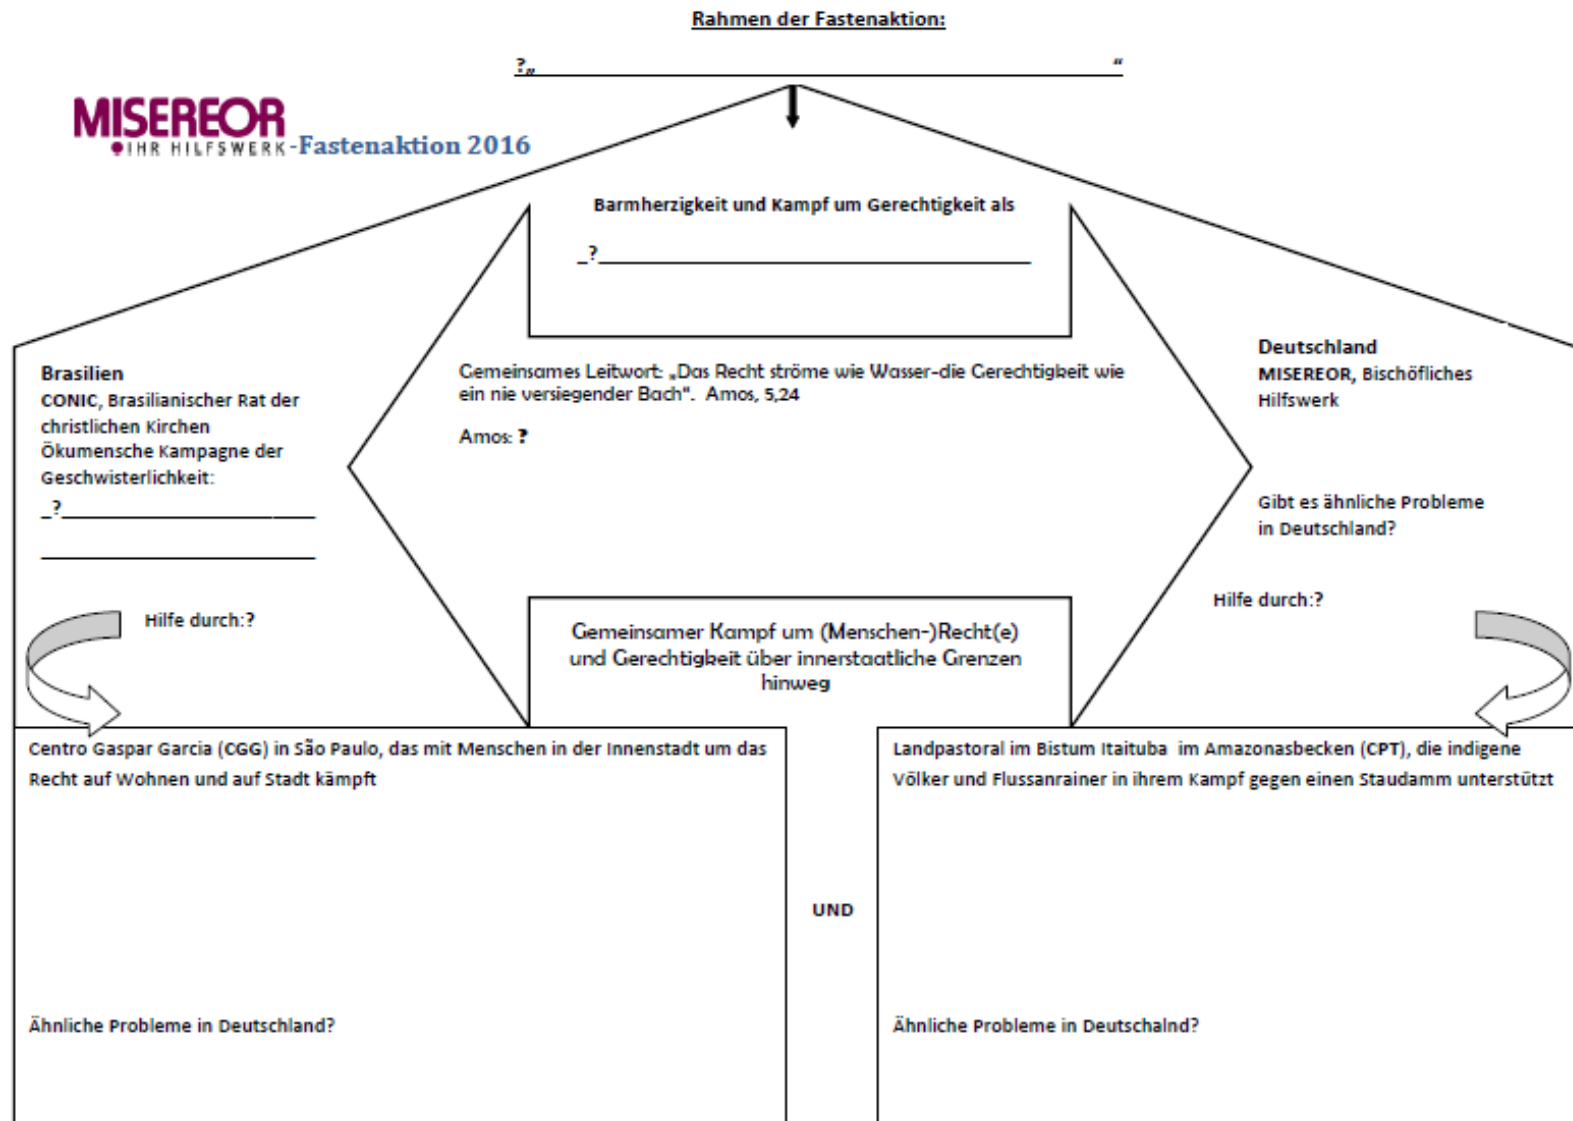 Rahmen der Fastenaktion:
?„ “
MISEREOR
IHR HILFSWERK -Fastenaktion 2016
Barmherzigkeit und Kampf um Gerechtigkeit als
_?_
Brasilien
CONIC, Brasilianischer Rat der
christlichen Kirchen
Ökumensche Kampagne der
Geschwisterlichkeit:
_?_
Hilfe durch:?
Gemeinsames Leitwort: „Das Recht ströme wie Wasser-die Gerechtigkeit wie
ein nie versiegender Bach“. Amos, 5,24
Amos: ?
Deutschland
MISEREOR, Bischöfliches
Hilfswerk
Gibt es ähnliche Probleme
in Deutschland?
Hilfe durch:?
Gemeinsamer Kampf um (Menschen-)Recht(e)
und Gerechtigkeit über innerstaatliche Grenzen
hinweg
Centro Gaspar Garcia (CGG) in São Paulo, das mit Menschen in der Innenstadt um das
Recht auf Wohnen und auf Stadt kämpft
Ähnliche Probleme in Deutschland?
UND
Landpastoral im Bistum Itaituba im Amazonasbecken (CPT), die indigene
Völker und Flussanrainer in ihrem Kampf gegen einen Staudamm unterstützt
Ähnliche Probleme in Deutschalnd?